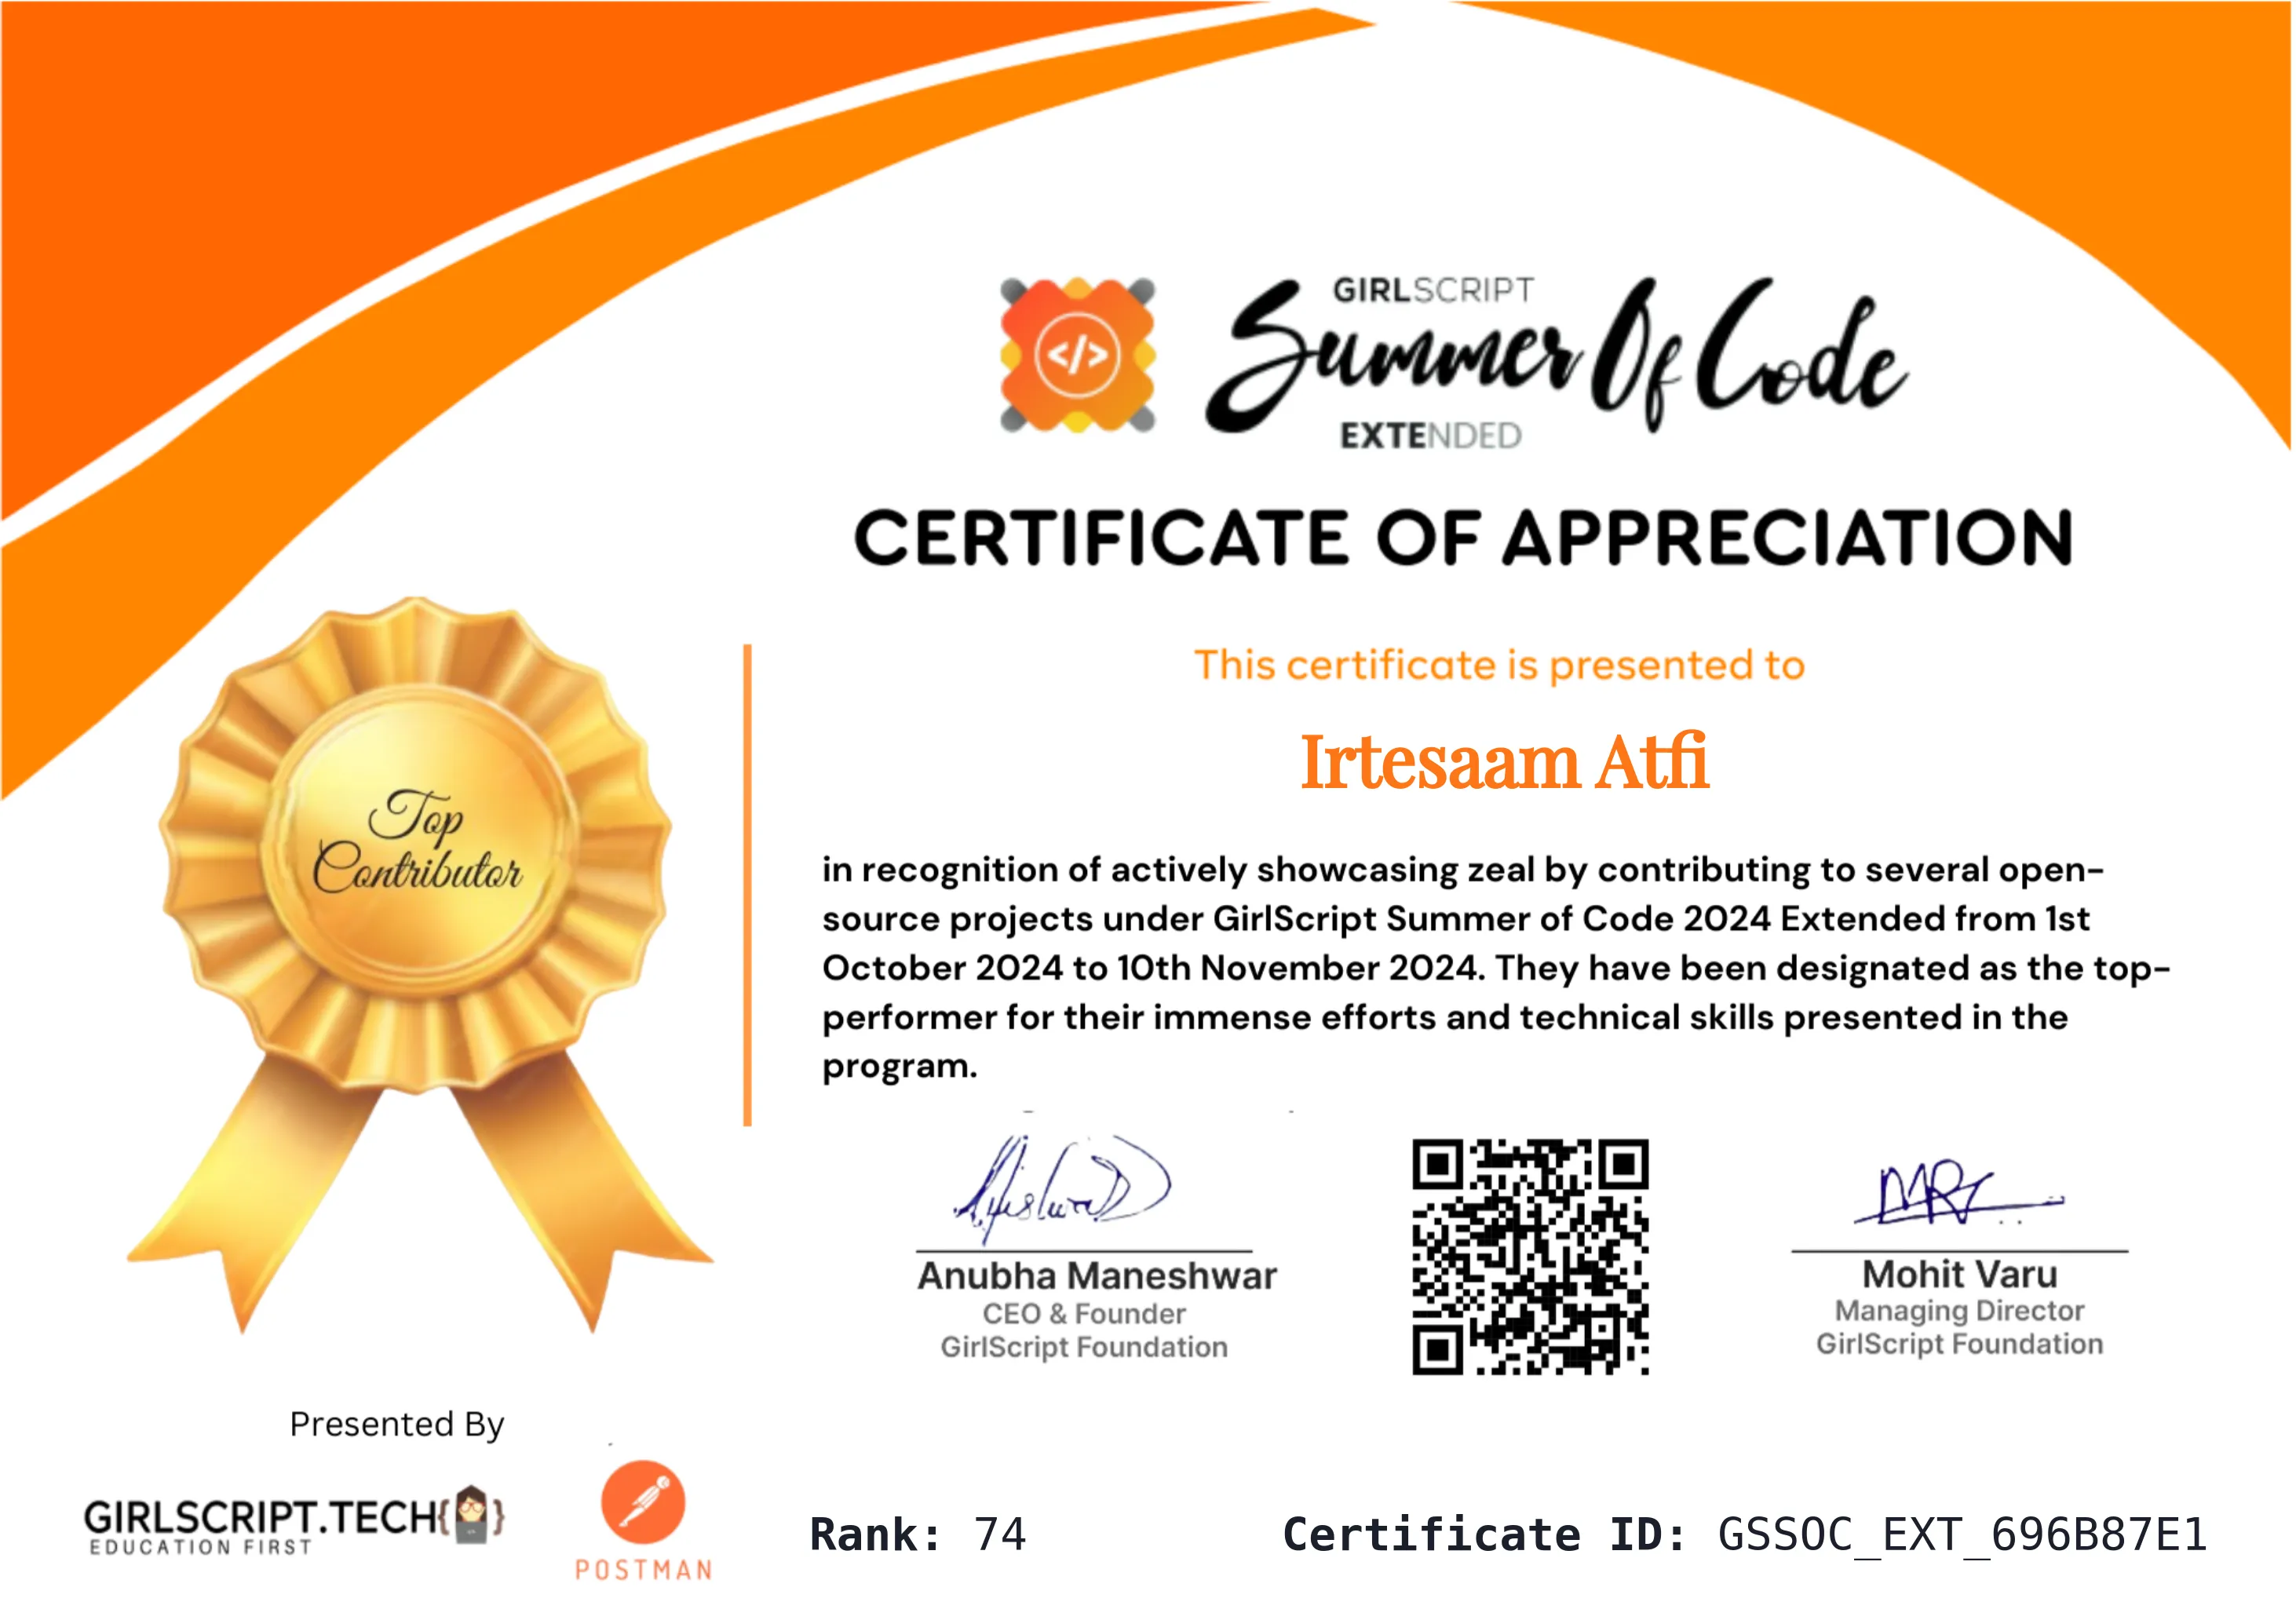 GIRLSCRIPT
Summer Of Code
EXTENDED
</>
CERTIFICATE OF APPRECIATION
This certificate is presented to
Irtesaam Atfi
Top
Contributor
in recognition of actively showcasing zeal by contributing to several open-
source projects under GirlScript Summer of Code 2024 Extended from 1st
October 2024 to 10th November 2024. They have been designated as the top-
performer for their immense efforts and technical skills presented in the
program.
Anubha Maneshwar
CEO & Founder
GirlScript Foundation
Mohit Varu
Managing Director
GirlScript Foundation
Presented By
GIRLSCRIPT.TECH{}
EDUCATION FIRST
POSTMAN
Rank: 74
Certificate ID: GSSOC_EXT_696B87E1